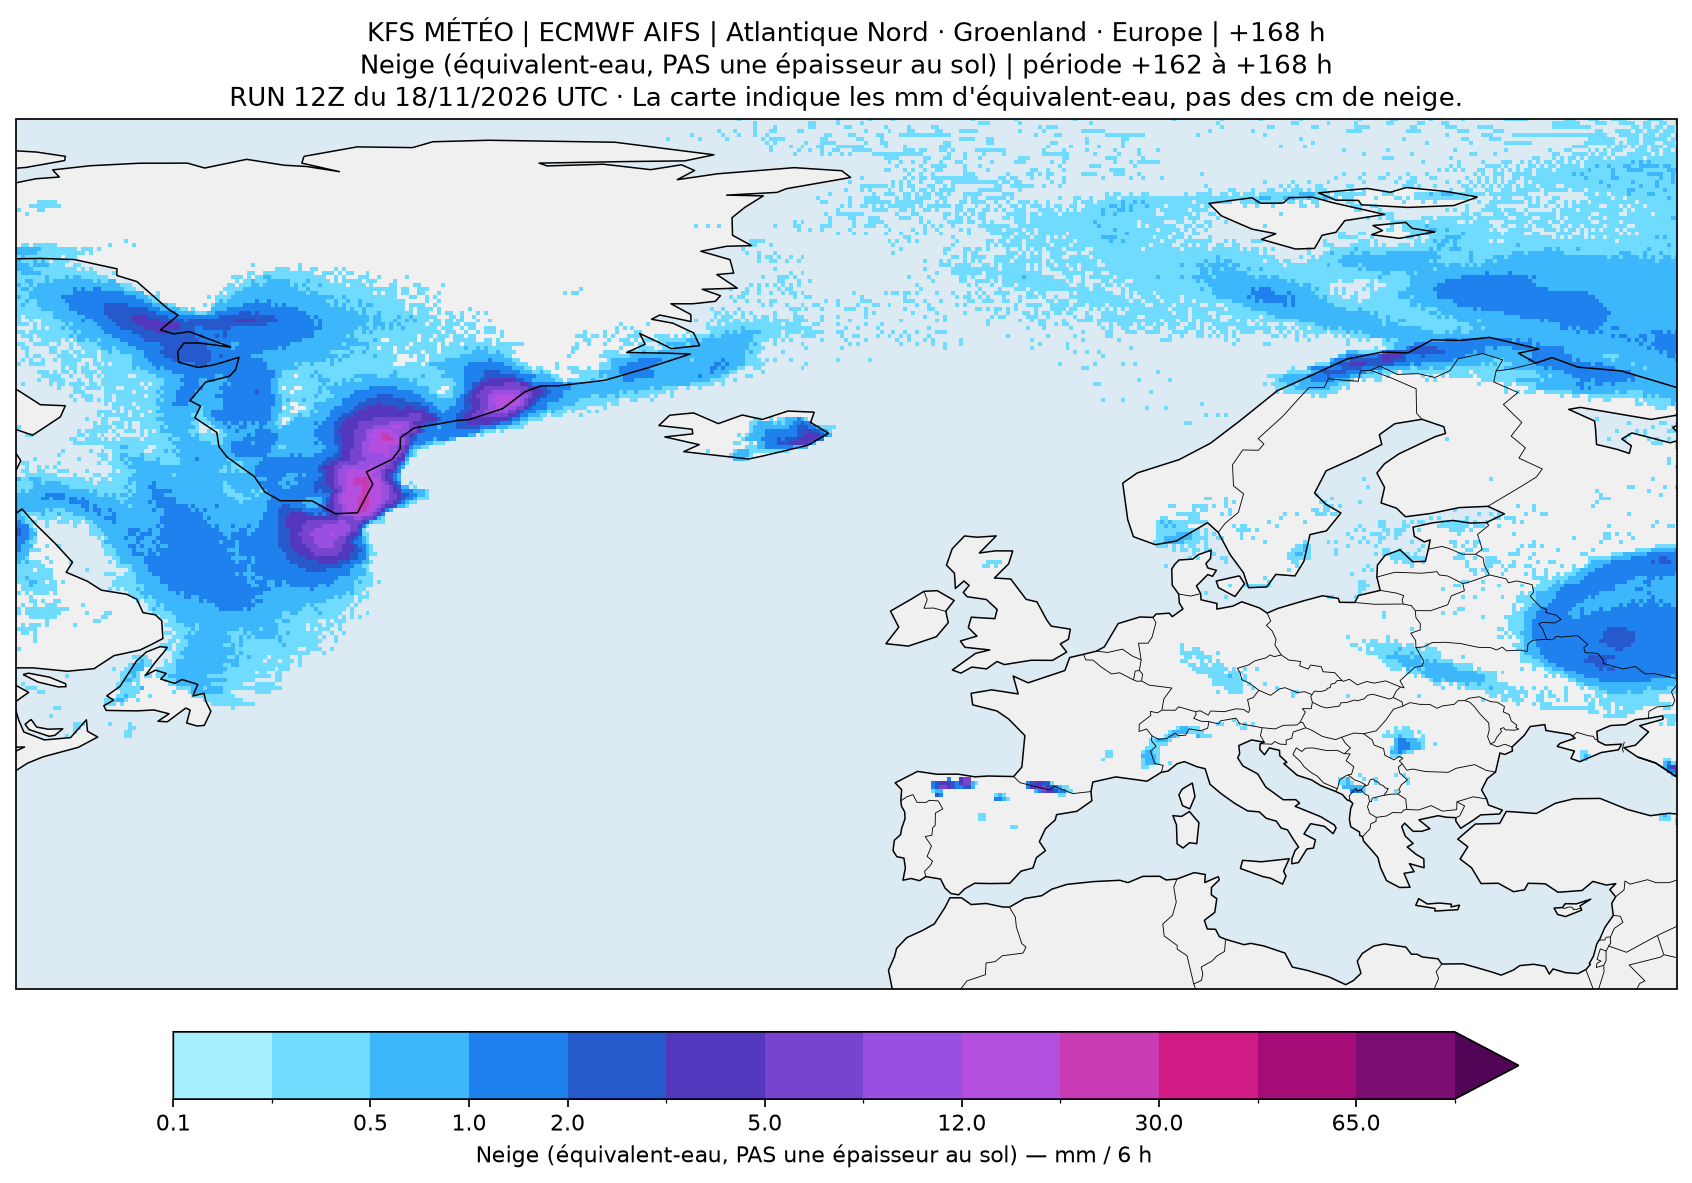 KFS MÉTÉO | ECMWF AIFS | Atlantique Nord · Groenland · Europe | +168 h
Neige (équivalent-eau, PAS une épaisseur au sol) | période +162 à +168 h
RUN 12Z du 18/11/2026 UTC · La carte indique les mm d'équivalent-eau, pas des cm de neige.
0.1 0.5 1.0 2.0 5.0 12.0 30.0 65.0
Neige (équivalent-eau, PAS une épaisseur au sol) — mm / 6 h